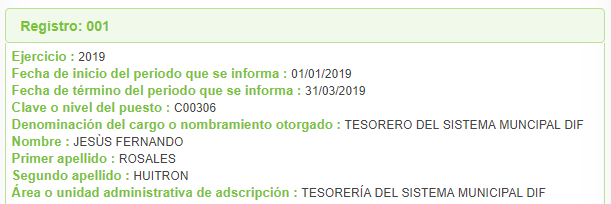 Registro: 001
Ejercicio : 2019
Fecha de inicio del periodo que se informa : 01/01/2019
Fecha de término del periodo que se informa : 31/03/2019
Clave o nivel del puesto : C00306
Denominación del cargo o nombramiento otorgado : TESORERO DEL SISTEMA MUNCIPAL DIF
Nombre : JESÙS FERNANDO
Primer apellido : ROSALES
Segundo apellido : HUITRON
Área o unidad administrativa de adscripción : TESORERÍA DEL SISTEMA MUNICIPAL DIF